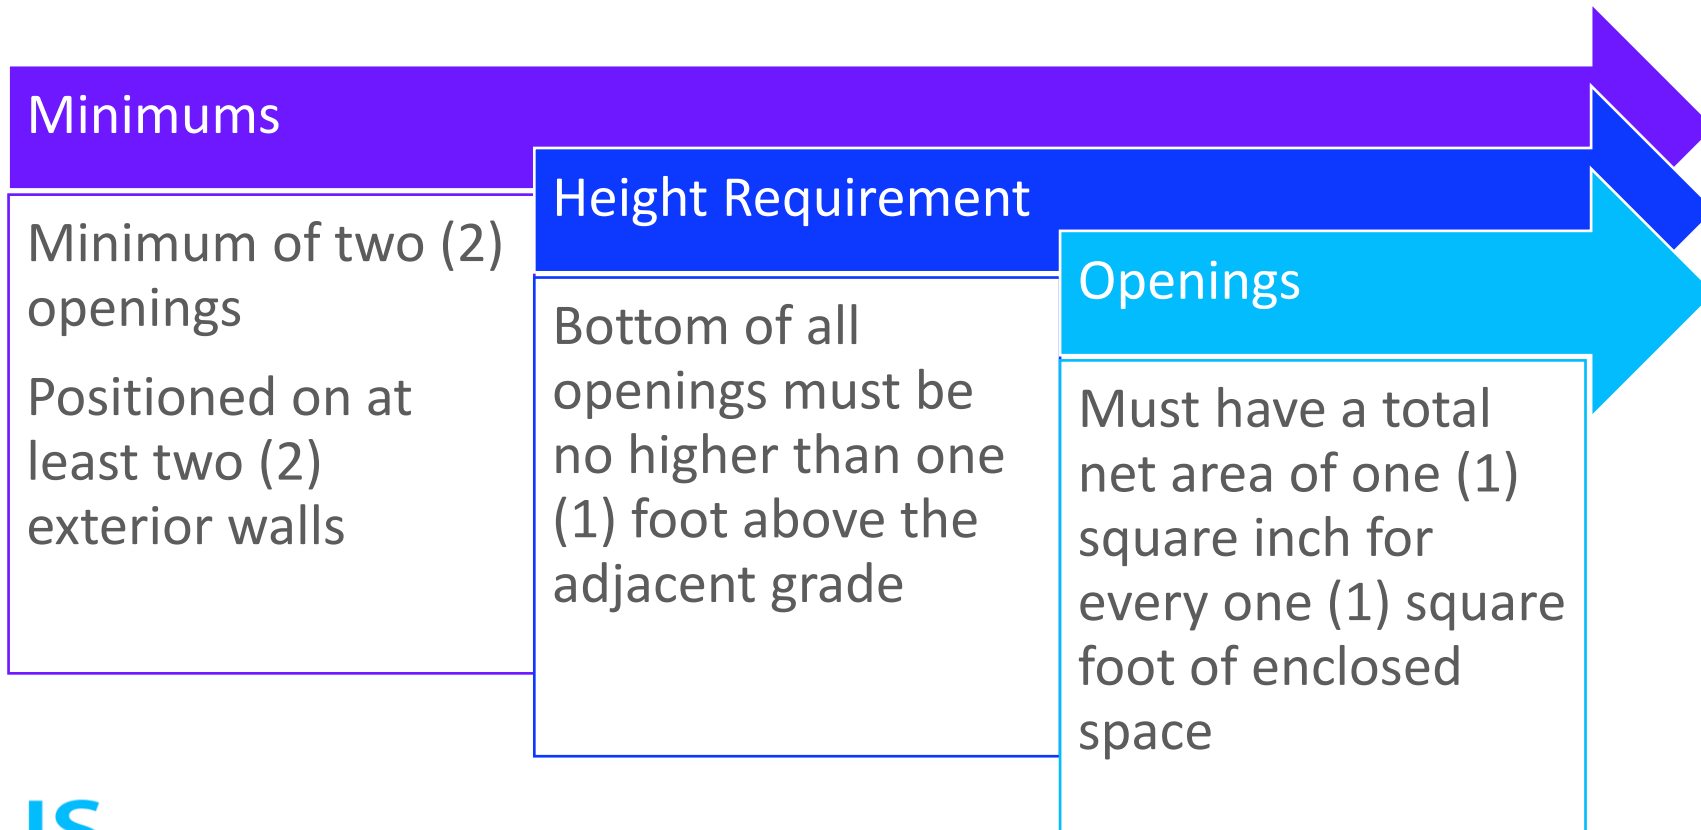 Minimums
Minimum of two (2)
openings
Positioned on at
least two (2)
exterior walls
Height Requirement
Bottom of all
openings must be
no higher than one
(1) foot above the
adjacent grade
Openings
Must have a total
net area of one (1)
square inch for
every one (1) square
foot of enclosed
space